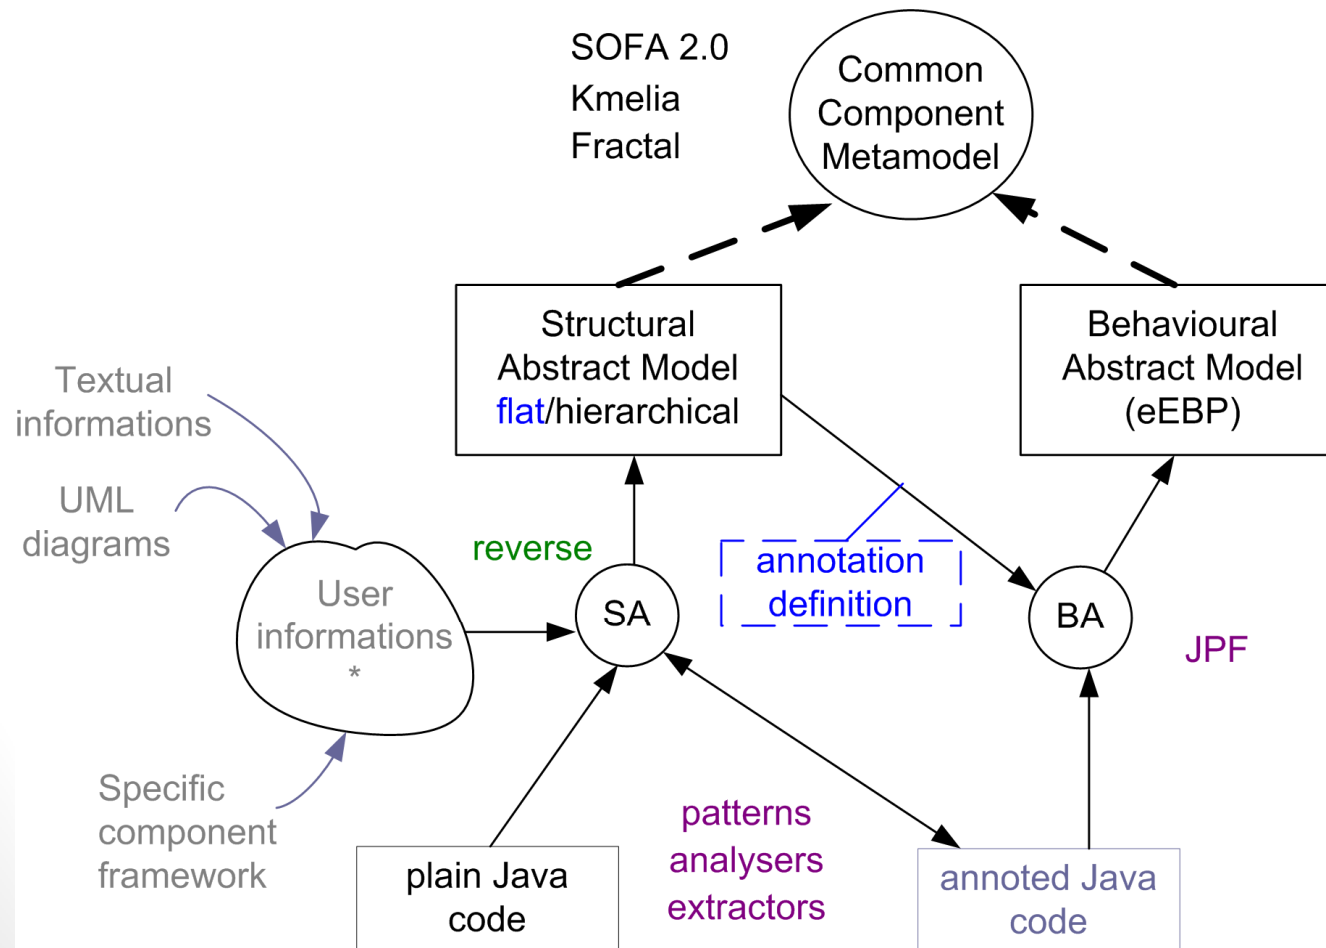 SOFA 2.0
Kmelia
Fractal
Common
Component
Metamodel
Structural
Abstract Model
flat/hierarchical
Behavioural
Abstract Model
(eEBP)
Textual
informations
UML
diagrams
User
informations
*
reverse
SA
annotation
definition
BA
JPF
Specific
component
framework
plain Java
code
patterns
analysers
extractors
annoted Java
code